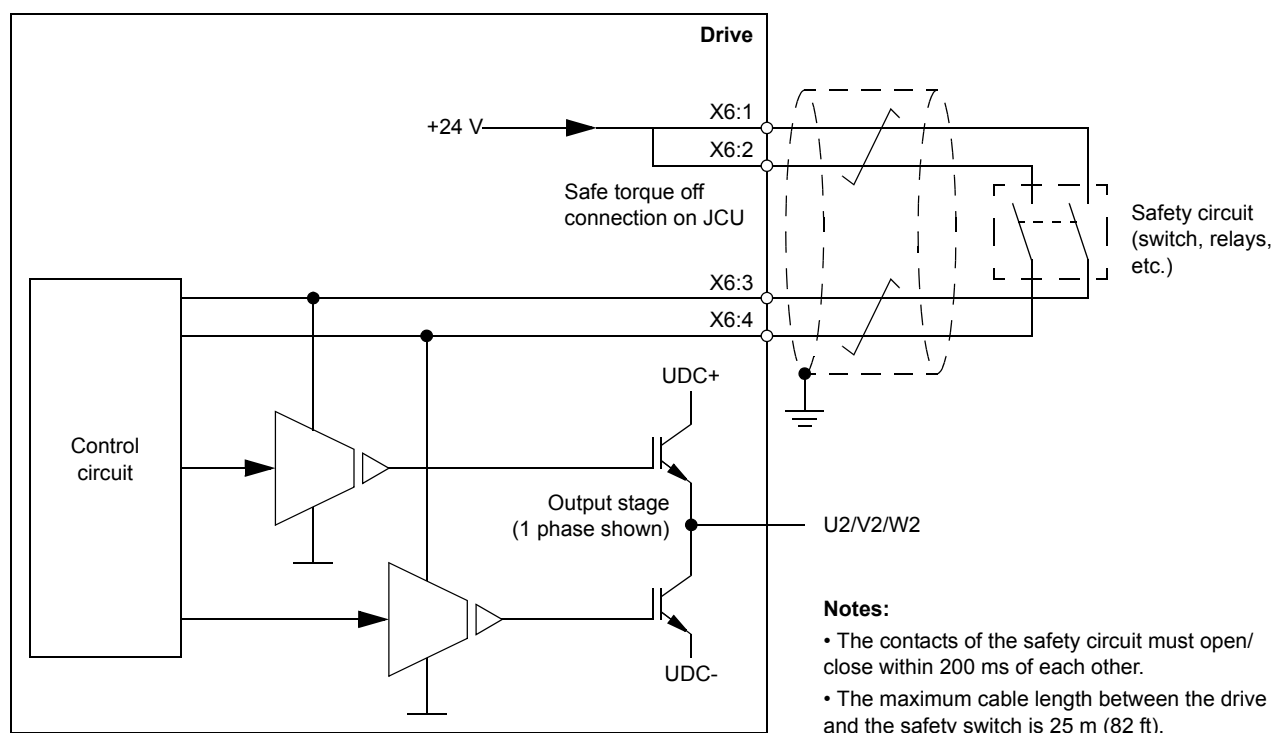 Drive
X6:1
+24 V
X6:2
Safe torque off
connection on JCU
Safety circuit
(switch, relays,
etc.)
X6:3
X6:4
UDC+
Control
circuit
Output stage
(1 phase shown)
U2/V2/W2
UDC-
Notes:
• The contacts of the safety circuit must open/
close within 200 ms of each other.
• The maximum cable length between the drive
and the safety switch is 25 m (82 ft).